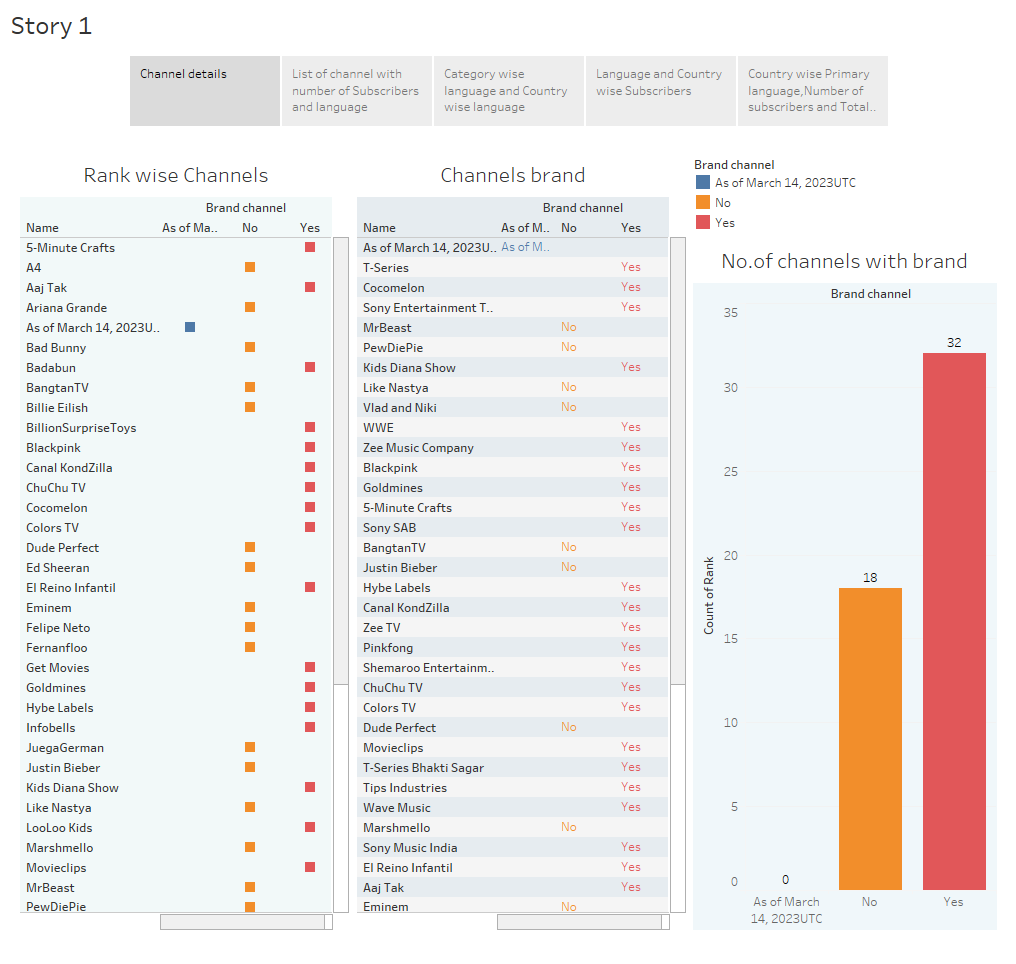 Story 1
Channel details
List of channel with
number of Subscribers
and language
Category wise
language and Country
wise language
Language and Country
wise Subscribers
Country wise Primary
language,Number of
subscribers and Total..
Rank wise Channels
Brand channel
Name As of Ma.. No Yes
5-Minute Crafts
A4
Aaj Tak
Ariana Grande
As of March 14, 2023U..
Bad Bunny
Badabun
BangtanTV
Billie Eilish
BillionSurpriseToys
Blackpink
Canal KondZilla
ChuChu TV
Cocomelon
Colors TV
Dude Perfect
Ed Sheeran
El Reino Infantil
Eminem
Felipe Neto
Fernanfloo
Get Movies
Goldmines
Hybe Labels
Infobells
JuegaGerman
Justin Bieber
Kids Diana Show
Like Nastya
LooLoo Kids
Marshmello
Movieclips
MrBeast
PewDiePie
Channels brand
Brand channel
Name As of M.. No Yes
As of March 14, 2023U.. As of M..
T-Series Yes
Cocomelon Yes
Sony Entertainment T.. Yes
MrBeast No
PewDiePie No
Kids Diana Show Yes
Like Nastya No
Vlad and Niki No
WWE Yes
Zee Music Company Yes
Blackpink Yes
Goldmines Yes
5-Minute Crafts Yes
Sony SAB Yes
BangtanTV No
Justin Bieber No
Hybe Labels Yes
Canal KondZilla Yes
Zee TV Yes
Pinkfong Yes
Shemaroo Entertainm.. Yes
ChuChu TV Yes
Colors TV Yes
Dude Perfect No
Movieclips Yes
T-Series Bhakti Sagar Yes
Tips Industries Yes
Wave Music Yes
Marshmello No
Sony Music India Yes
El Reino Infantil Yes
Aaj Tak Yes
Eminem No
Brand channel
As of March 14, 2023UTC
No
Yes
No.of channels with brand
Brand channel
35
30
25
20
15
10
5
0
Count of Rank
0
18
32
As of March
14, 2023UTC
No
Yes